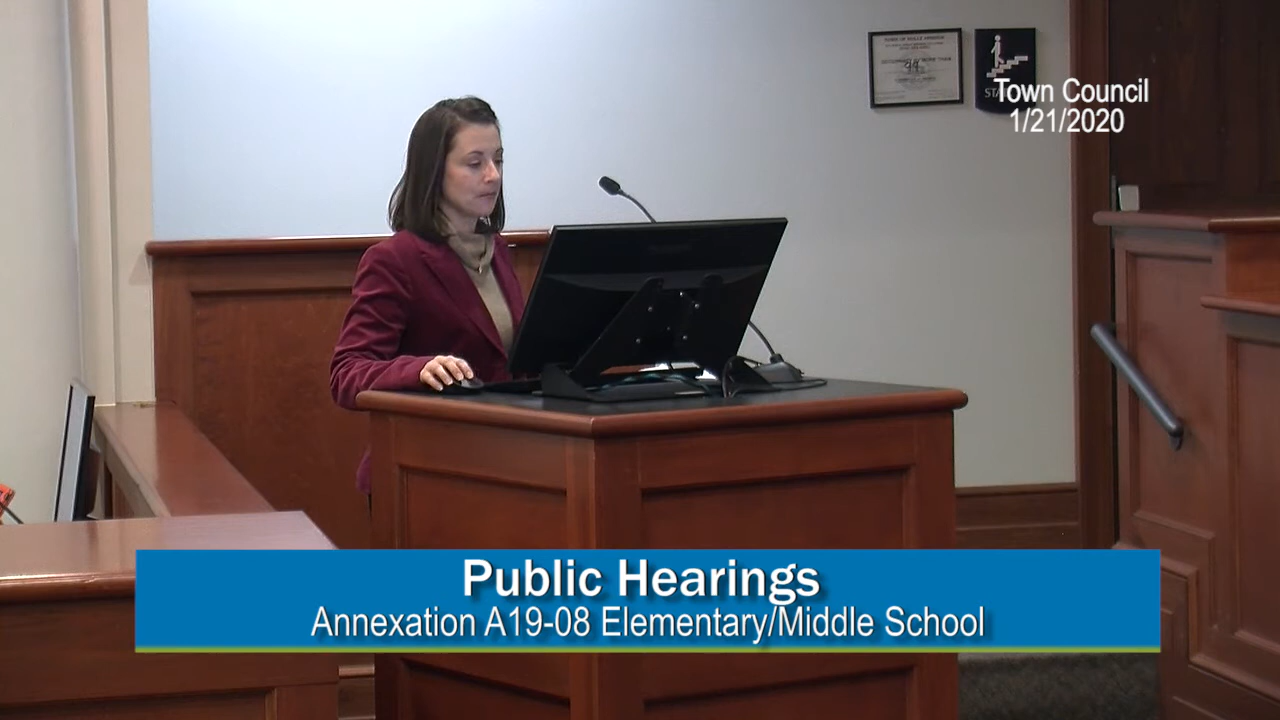 Town Council
1/21/2020
Public Hearings
Annexation A19-08 Elementary/Middle School